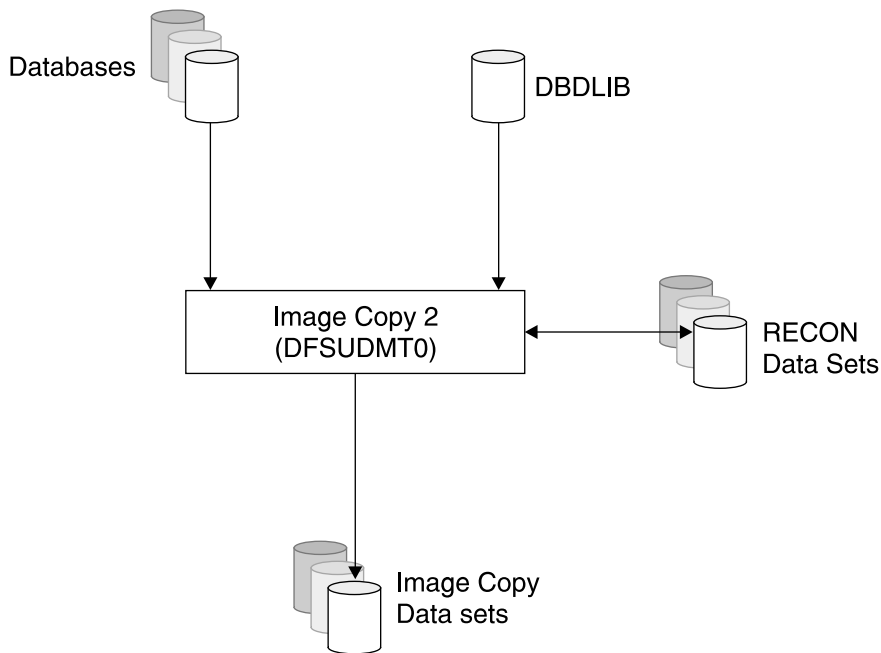 Databases
DBDLIB
Image Copy 2
(DFSUDMT0)
RECON
Data Sets
Image Copy
Data sets